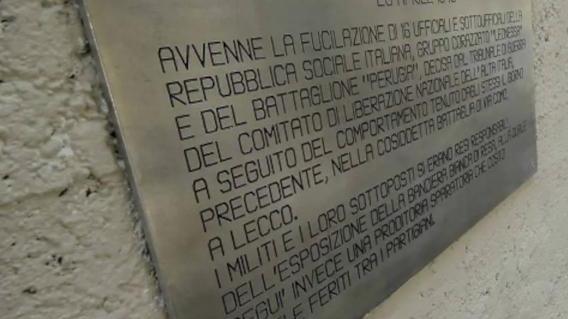 AVVENNE LA FUCILAZIONE DI 16 UFFICIALI E SOTTOUFFICIALI DELLA
REPUBBLICA SOCIALE ITALIANA, GRUPPO CORAZZATO "LEONESSA"
E DEL BATTAGLIONE "PERUGIA", DECISA DAL TRIBUNALE DI GUERRA
DEL COMITATO DI LIBERAZIONE NAZIONALE DELL'ALTA ITALIA,
A SEGUITO DEL COMPORTAMENTO TENUTO DAGLI STESSI IL GIORNO
PRECEDENTE, NELLA COSIDDETTA BATTAGLIA DI VIA COMO,
A LECCO.
I MILITI E I LORO SOTTOPOSTI SI ERANO RESI RESPONSABILI
DELL'ESPOSIZIONE DELLA BANDIERA BIANCA DI RESA, ALLA QUALE
SEGUI' INVECE UNA PRODITORIA SPARATORIA CHE COSTO'
E FERITI TRA I PARTIGIANI.